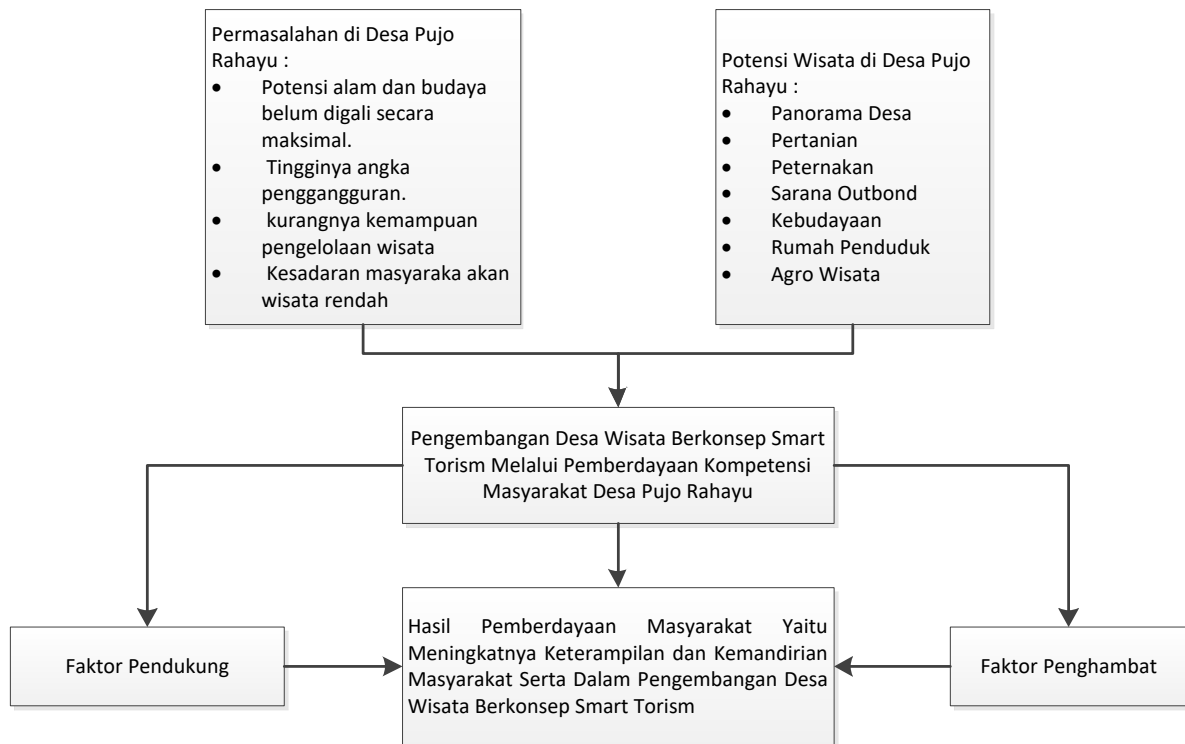 Permasalahan di Desa Pujo
Rahayu :
• Potensi alam dan budaya
belum digali secara
maksimal.
• Tingginya angka
penggangguran.
• kurangnya kemampuan
pengelolaan wisata
• Kesadaran masyaraka akan
wisata rendah
Potensi Wisata di Desa Pujo
Rahayu :
• Panorama Desa
• Pertanian
• Peternakan
• Sarana Outbond
• Kebudayaan
• Rumah Penduduk
• Agro Wisata
Pengembangan Desa Wisata Berkonsep Smart
Torism Melalui Pemberdayaan Kompetensi
Masyarakat Desa Pujo Rahayu
Faktor Pendukung
Hasil Pemberdayaan Masyarakat Yaitu
Meningkatnya Keterampilan dan Kemandirian
Masyarakat Serta Dalam Pengembangan Desa
Wisata Berkonsep Smart Torism
Faktor Penghambat